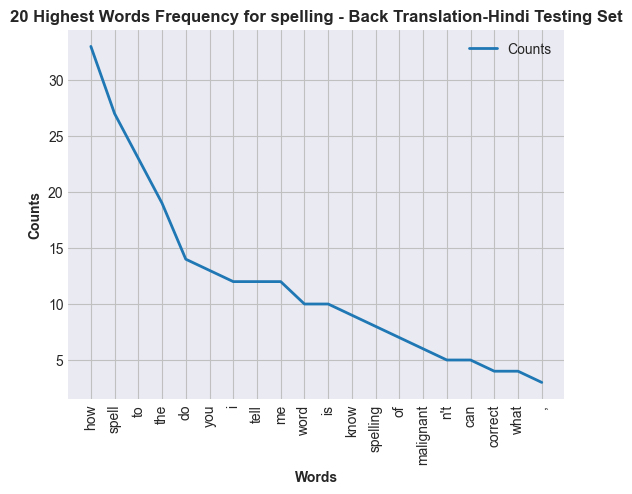 20 Highest Words Frequency for spelling - Back Translation-Hindi Testing Set
Counts
30
25
20
15
10
5
Counts
how
spell
to
the
do
you
i
tell
me
word
is
know
spelling
of
malignant
n't
can
correct
what
,
Words